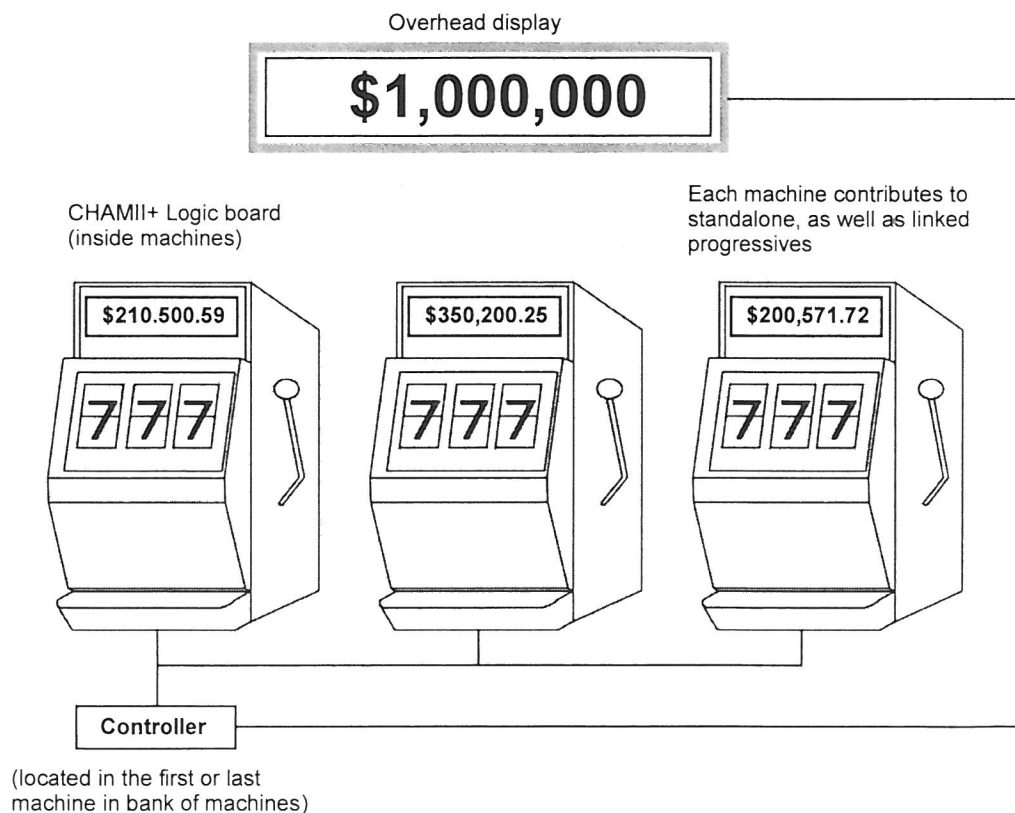 Overhead display
$1,000,000
CHAMII+ Logic board
(inside machines)
Each machine contributes to
standalone, as well as linked
progressives
$210.500.59
$350,200.25
$200,571.72
777
777
777
Controller
(located in the first or last
machine in bank of machines)